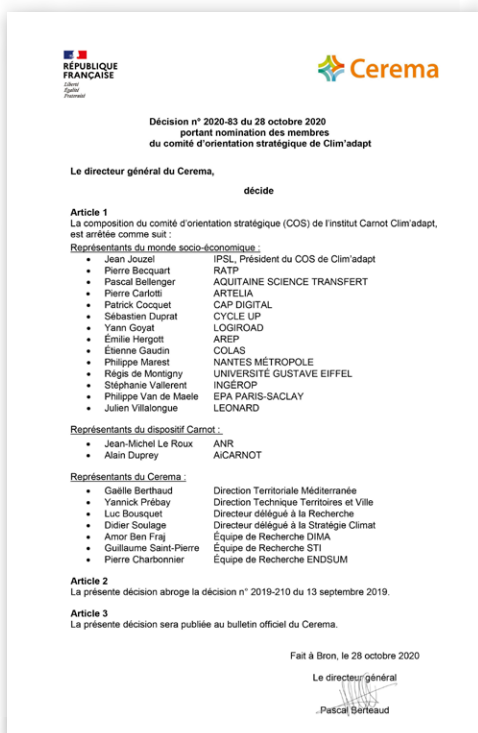 RÉPUBLIQUE
FRANÇAISE
Liberté
Égalité
Fraternité
Cerema
Décision n° 2020-83 du 28 octobre 2020
portant nomination des membres
du comité d'orientation stratégique de Clim'adapt
Le directeur général du Cerema,
décide
Article 1
La composition du comité d'orientation stratégique (COS) de l'institut Carnot Clim'adapt,
est arrêtée comme suit :
Représentants du monde socio-économique :
• Jean Jouzel IPSL, Président du COS de Clim'adapt
• Pierre Becquart RATP
• Pascal Bellenger AQUITAINE SCIENCE TRANSFERT
• Pierre Carlotti ARTELIA
• Patrick Cocquet CAP DIGITAL
• Sébastien Duprat CYCLE UP
• Yann Goyat LOGIROAD
• Émilie Hergott AREP
• Étienne Gaudin COLAS
• Philippe Marest NANTES MÉTROPOLE
• Régis de Montigny UNIVERSITÉ GUSTAVE EIFFEL
• Stéphanie Vallerent INGÉROP
• Philippe Van de Maele EPA PARIS-SACLAY
• Julien Villalongue LEONARD
Représentants du dispositif Carnot :
• Jean-Michel Le Roux ANR
• Alain Duprey AiCARNOT
Représentants du Cerema :
• Gaëlle Berthaud Direction Territoriale Méditerranée
• Yannick Prébay Direction Technique Territoires et Ville
• Luc Bousquet Directeur délégué à la Recherche
• Didier Soulage Directeur délégué à la Stratégie Climat
• Amor Ben Fraj Équipe de Recherche DIMA
• Guillaume Saint-Pierre Équipe de Recherche STI
• Pierre Charbonnier Équipe de Recherche ENDSUM
Article 2
La présente décision abroge la décision n° 2019-210 du 13 septembre 2019.
Article 3
La présente décision sera publiée au bulletin officiel du Cerema.
Fait à Bron, le 28 octobre 2020
Le directeur général
Pascal Berteaud